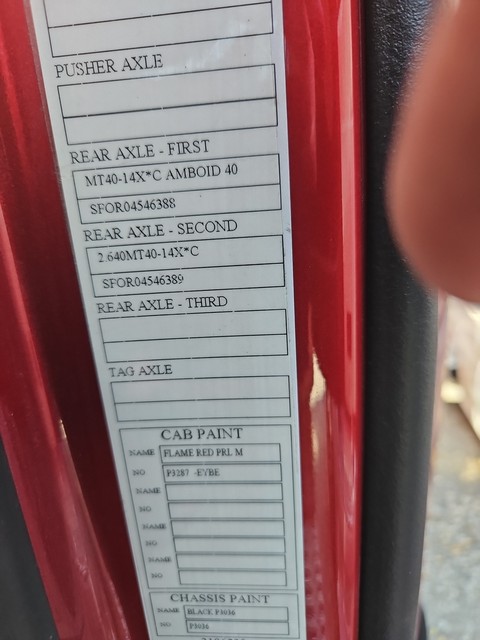 PUSHER AXLE
REAR AXLE - FIRST
MT40-14X*C AMBOID 40
SFOR04546388
REAR AXLE - SECOND
2.640MT40-14X*C
SFOR04546389
REAR AXLE - THIRD
TAG AXLE
CAB PAINT
NAME FLAME RED PRL M
NO P3287 -EYBE
NAME
NO
NAME
NO
NAME
NO
CHASSIS PAINT
NAME BLACK P3036
NO P3036